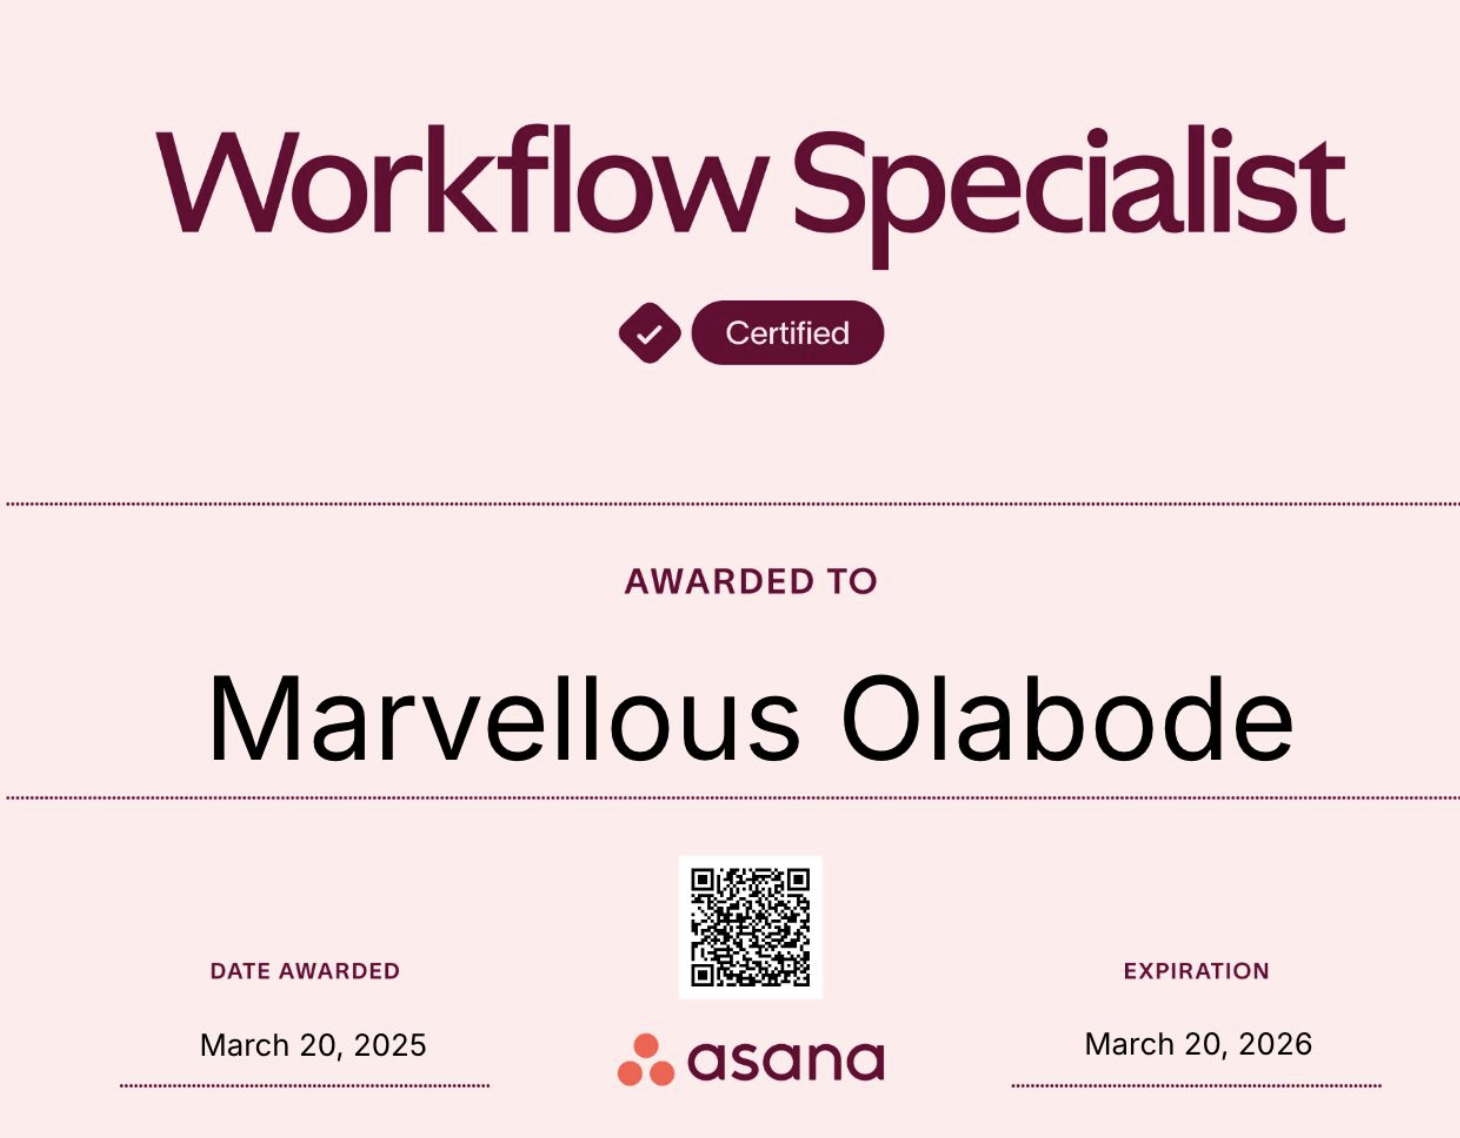 Workflow Specialist
Certified
AWARDED TO
Marvellous Olabode
DATE AWARDED
March 20, 2025
asana
EXPIRATION
March 20, 2026